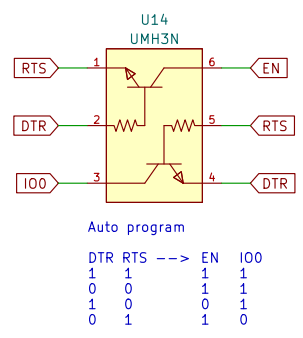 U14
UMH3N
RTS 1 6 EN
DTR 2 5 RTS
IO0 3 4 DTR
Auto program
DTR RTS --> EN IO0
1 1 1 1
0 0 1 1
1 0 0 1
0 1 1 0